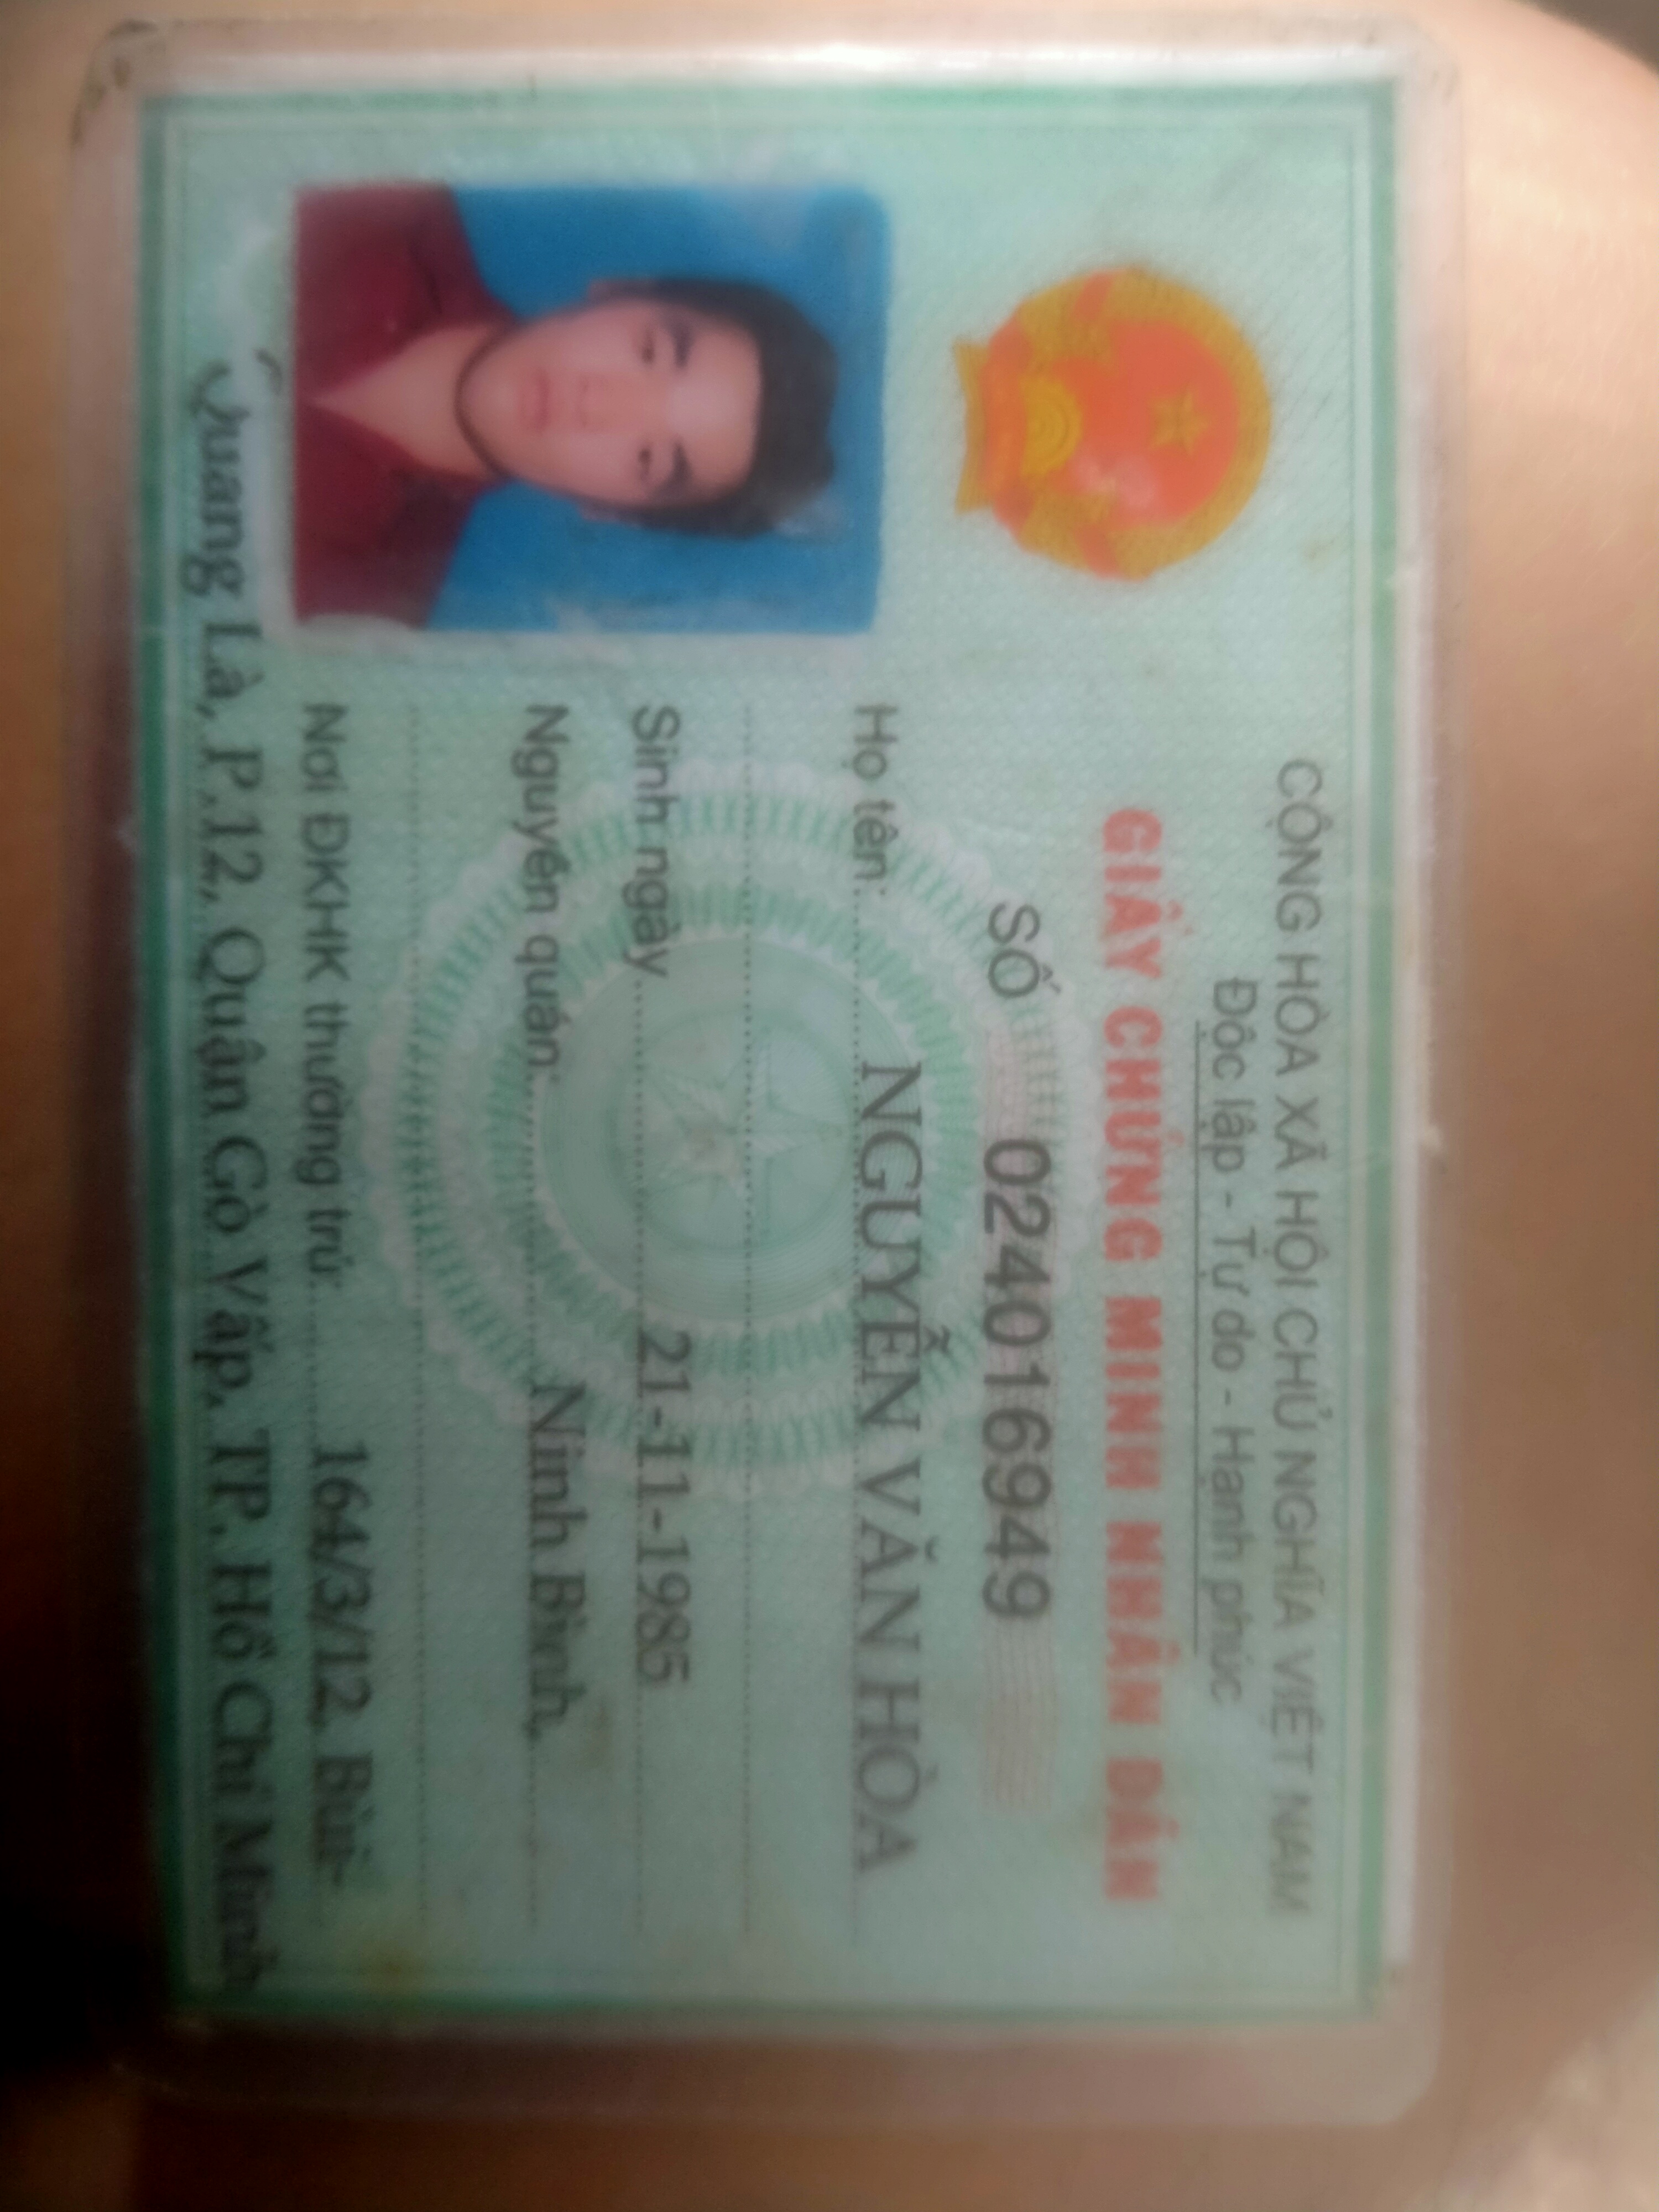 CỘNG HÒA XÃ HỘI CHỦ NGHĨA VIỆT NAM
Độc lập - Tự do - Hạnh phúc
GIẤY CHỨNG MINH NHÂN DÂN
SỐ 024016949
Họ tên: NGUYỄN VĂN HÒA
Sinh ngày 21-11-1985
Nguyên quán: Ninh Bình
Nơi ĐKHK thường trú: 164/3/12, Bùi-
Quang Là, P.12, Quận Gò Vấp, TP. Hồ Chí Minh